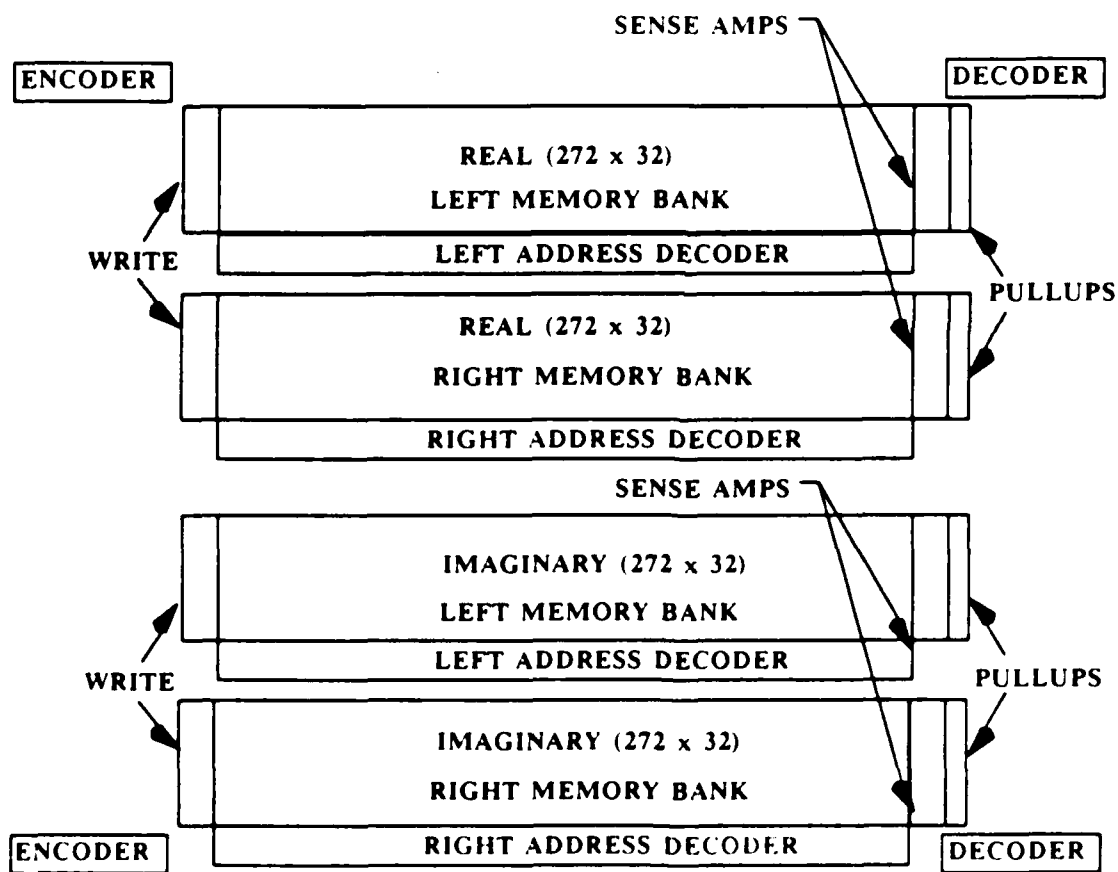 SENSE AMPS
ENCODER
DECODER
REAL (272 x 32)
LEFT MEMORY BANK
LEFT ADDRESS DECODER
WRITE
PULLUPS
REAL (272 x 32)
RIGHT MEMORY BANK
RIGHT ADDRESS DECODER
SENSE AMPS
IMAGINARY (272 x 32)
LEFT MEMORY BANK
LEFT ADDRESS DECODER
WRITE
PULLUPS
IMAGINARY (272 x 32)
RIGHT MEMORY BANK
RIGHT ADDRESS DECODER
ENCODER
DECODER